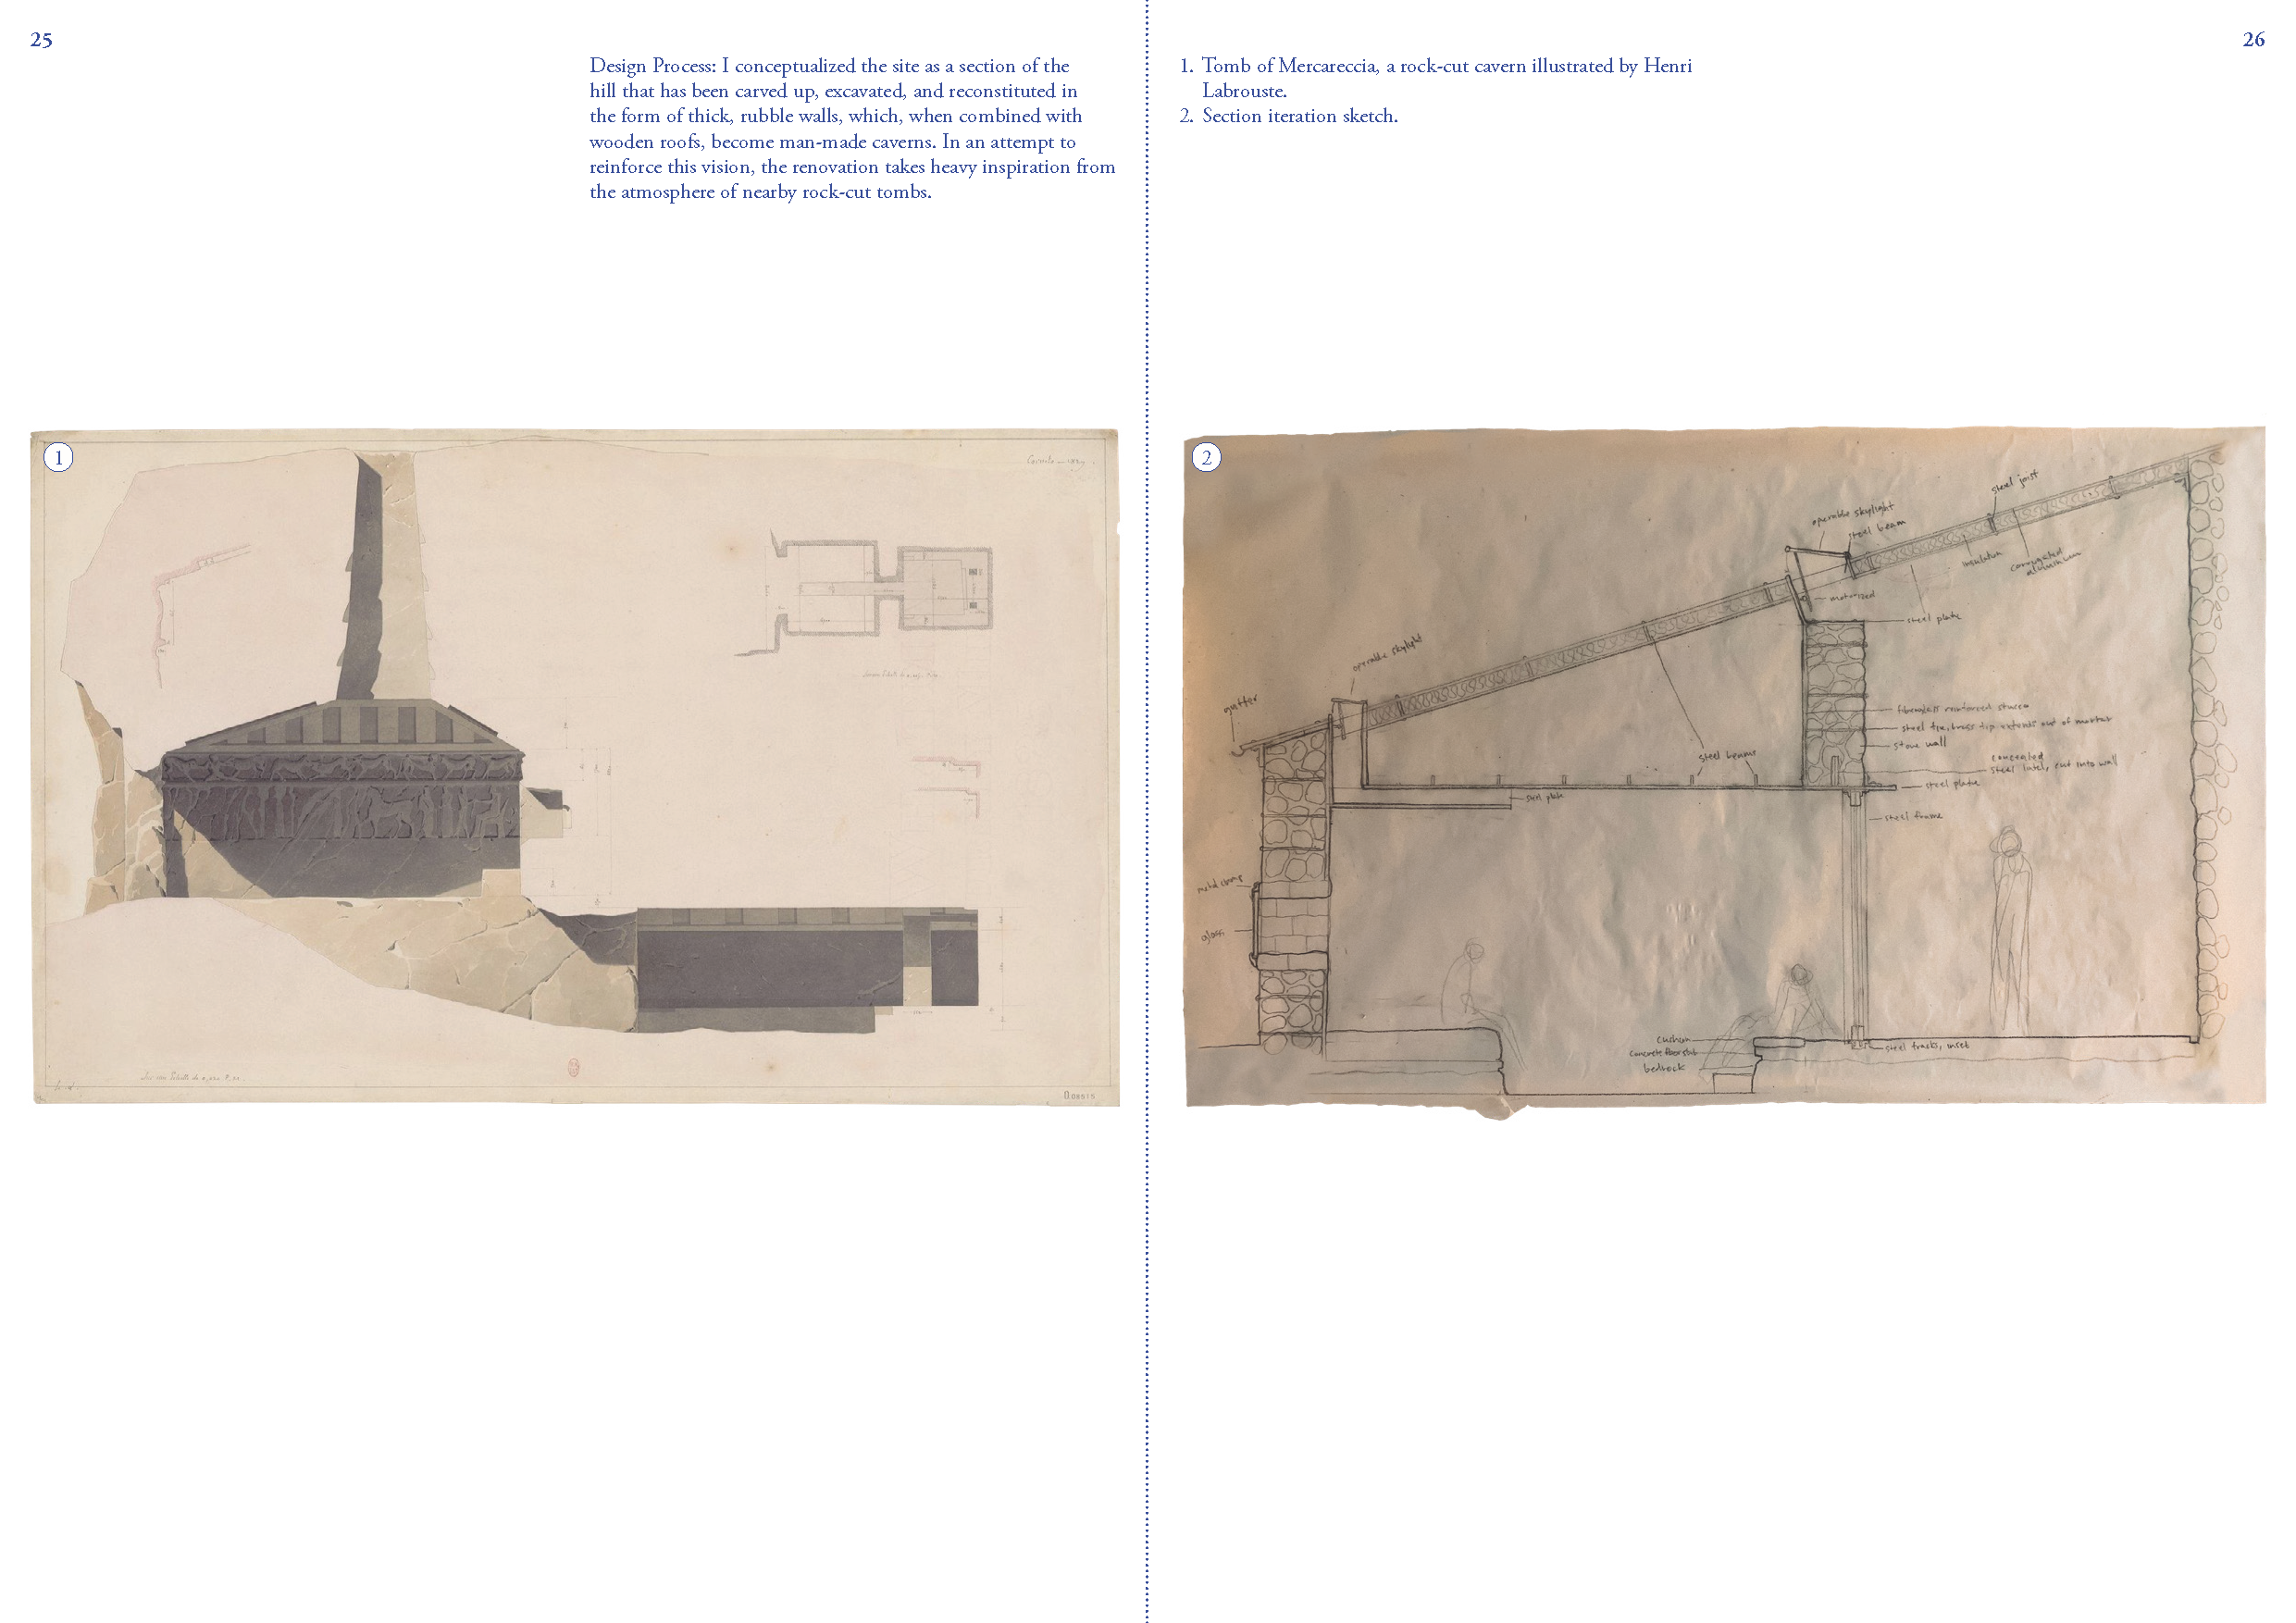 25
Design Process: I conceptualized the site as a section of the
hill that has been carved up, excavated, and reconstituted in
the form of thick, rubble walls, which, when combined with
wooden roofs, become man-made caverns. In an attempt to
reinforce this vision, the renovation takes heavy inspiration from
the atmosphere of nearby rock-cut tombs.
26
1. Tomb of Mercareccia, a rock-cut cavern illustrated by Henri
Labrouste.
2. Section iteration sketch.
1
2
steel joist
operable skylight
steel beam
insulation
corrugated
aluminium
motorized
steel plate
operable skylight
gutter
fiberglass reinforced stucco
steel tie, brass tip extends out of mortar
stone wall
concealed
steel lintel, cut into wall
steel beams
steel plate
steel plate
steel frame
metal clamp
glass
cushion
concrete floor slab
bedrock
steel tracks, inset